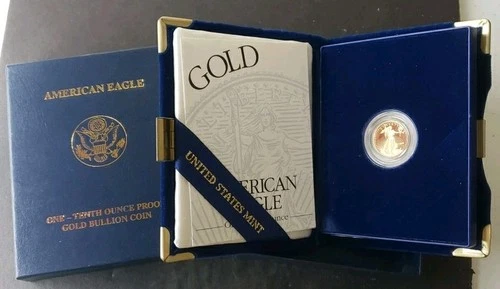 AMERICAN EAGLE
ONE - TENTH OUNCE PROOF
GOLD BULLION COIN
GOLD
UNITED STATES MINT
AMERICAN
EAGLE